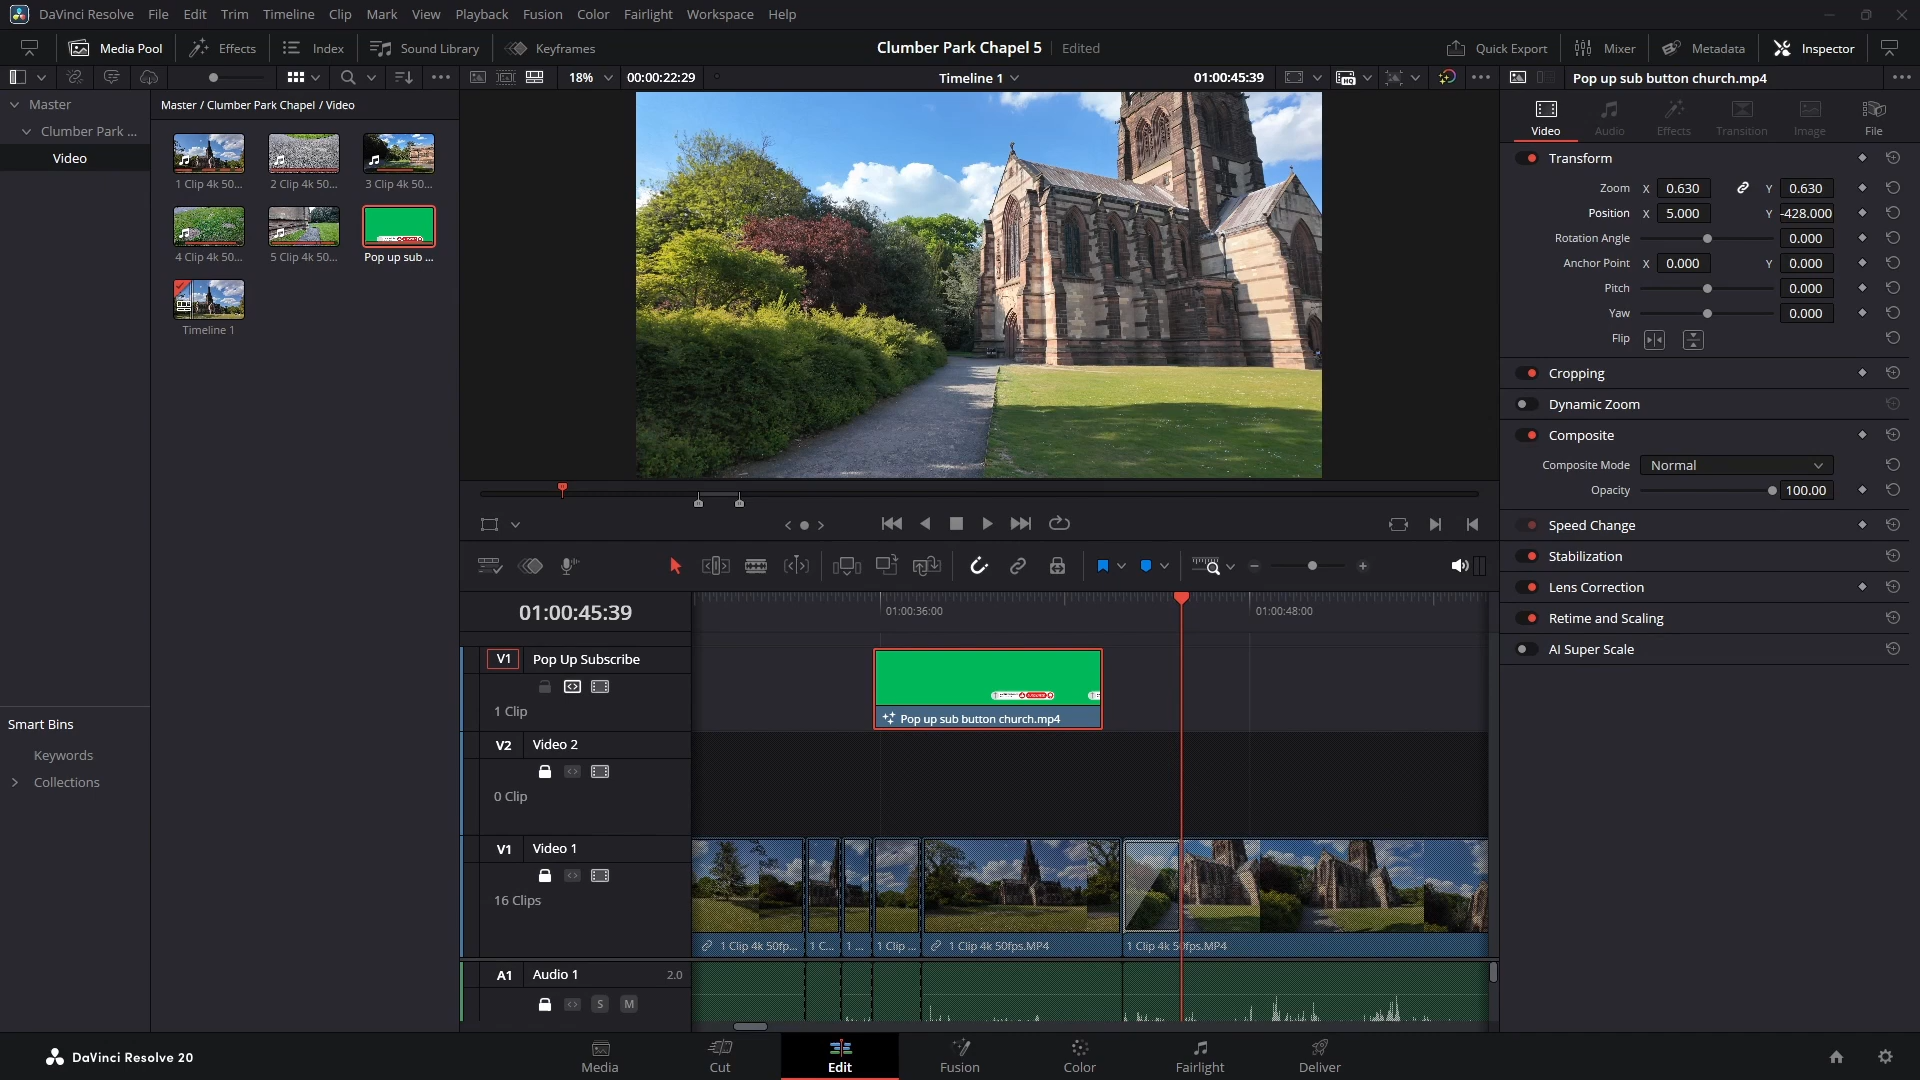 DaVinci Resolve File Edit Trim Timeline Clip Mark View Playback Fusion Color Fairlight Workspace Help
Media Pool Effects Index Sound Library Keyframes Clumber Park Chapel 5 Edited Quick Export Mixer Metadata Inspector
18% 00:00:22:29 Timeline 1 01:00:45:39 Pop up sub button church.mp4
Master
Clumber Park ...
Video
Master / Clumber Park Chapel / Video
1 Clip 4k 50... 2 Clip 4k 50... 3 Clip 4k 50...
4 Clip 4k 50... 5 Clip 4k 50... Pop up sub ...
Timeline 1
Smart Bins
Keywords
Collections
Video Audio Effects Transition Image File
Transform
Zoom X 0.630 Y 0.630
Position X 5.000 Y -428.000
Rotation Angle 0.000
Anchor Point X 0.000 Y 0.000
Pitch 0.000
Yaw 0.000
Flip
Cropping
Dynamic Zoom
Composite
Composite Mode Normal
Opacity 100.00
Speed Change
Stabilization
Lens Correction
Retime and Scaling
AI Super Scale
01:00:45:39
01:00:36:00 01:00:48:00
V1 Pop Up Subscribe
1 Clip
Pop up sub button church.mp4
V2 Video 2
0 Clip
V1 Video 1
16 Clips
1 Clip 4k 50fp... 1 C... 1 ... 1 Clip ... 1 Clip 4k 50fps.MP4 1 Clip 4k 50fps.MP4
A1 Audio 1 2.0
S M
DaVinci Resolve 20
Media Cut Edit Fusion Color Fairlight Deliver